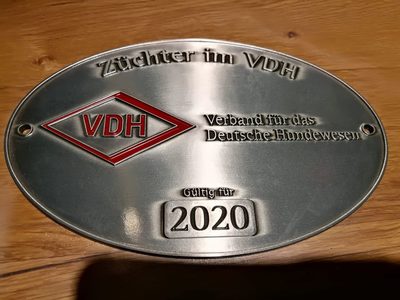 Züchter im VDH
VDH
Verband für das
Deutsche Hundewesen
Gültig für
2020